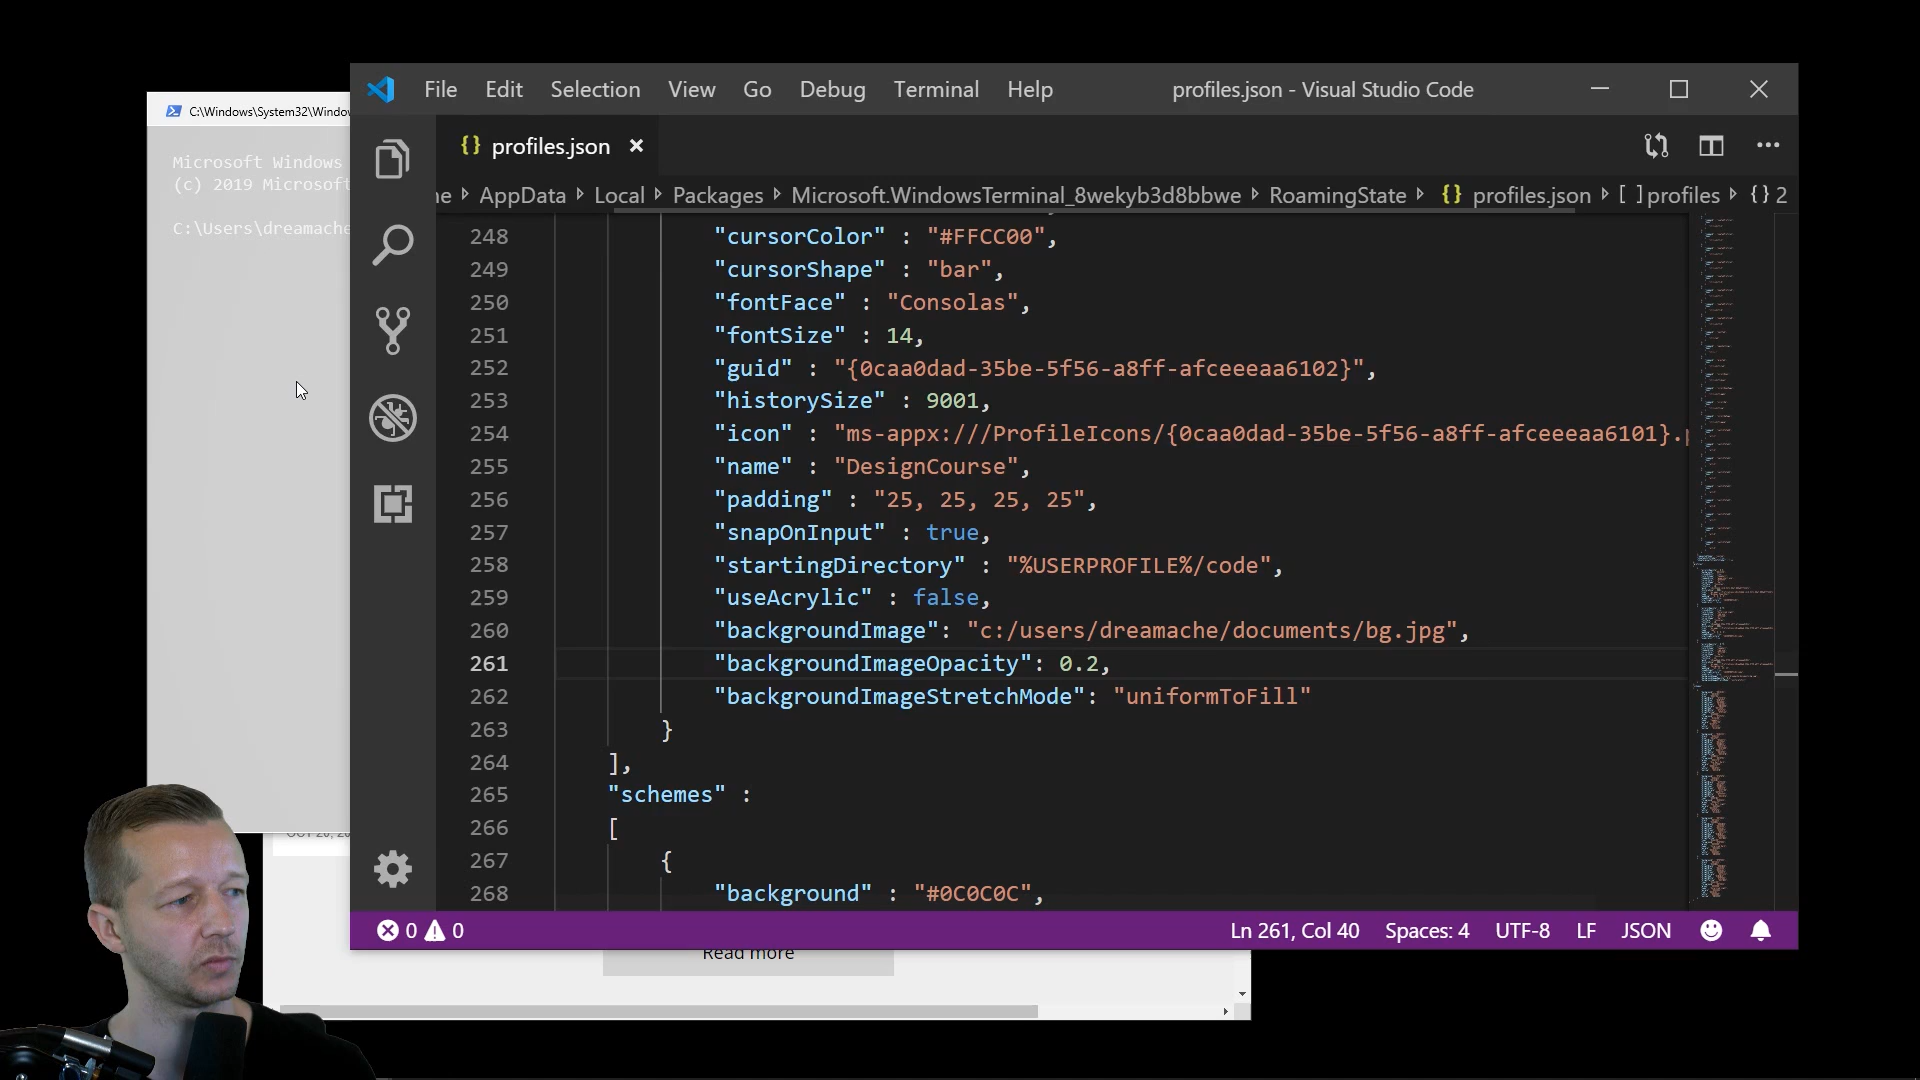 C:\Windows\System32\Windo
Microsoft Windows
(c) 2019 Microsoft
C:\Users\dreamache
File Edit Selection View Go Debug Terminal Help
profiles.json - Visual Studio Code
{} profiles.json ×
AppData > Local > Packages > Microsoft.WindowsTerminal_8wekyb3d8bbwe > RoamingState > {} profiles.json > [ ]profiles > {} 2
248 "cursorColor" : "#FFCC00",
249 "cursorShape" : "bar",
250 "fontFace" : "Consolas",
251 "fontSize" : 14,
252 "guid" : "{0caa0dad-35be-5f56-a8ff-afceeeaa6102}",
253 "historySize" : 9001,
254 "icon" : "ms-appx:///ProfileIcons/{0caa0dad-35be-5f56-a8ff-afceeeaa6101}.
255 "name" : "DesignCourse",
256 "padding" : "25, 25, 25, 25",
257 "snapOnInput" : true,
258 "startingDirectory" : "%USERPROFILE%/code",
259 "useAcrylic" : false,
260 "backgroundImage": "c:/users/dreamache/documents/bg.jpg",
261 "backgroundImageOpacity": 0.2,
262 "backgroundImageStretchMode": "uniformToFill"
263 }
264 ],
265 "schemes" :
266 [
267 {
268 "background" : "#0C0C0C",
0 0
Ln 261, Col 40 Spaces: 4 UTF-8 LF JSON
Read more